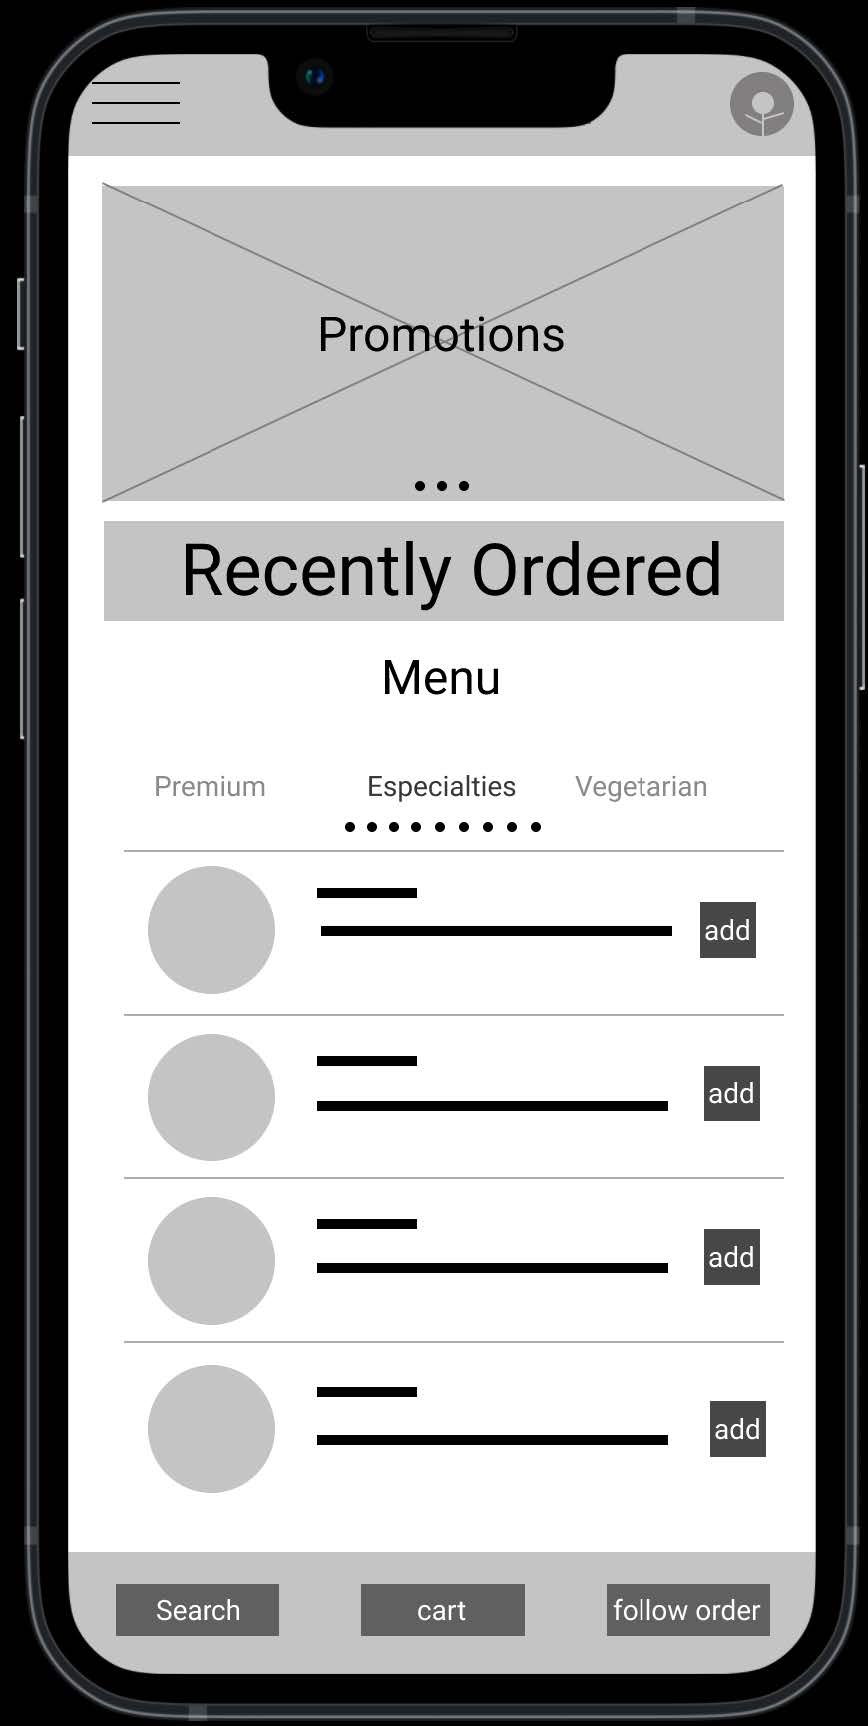 Promotions
Recently Ordered
Menu
Premium Especialties Vegetarian
add
add
add
add
Search cart follow order